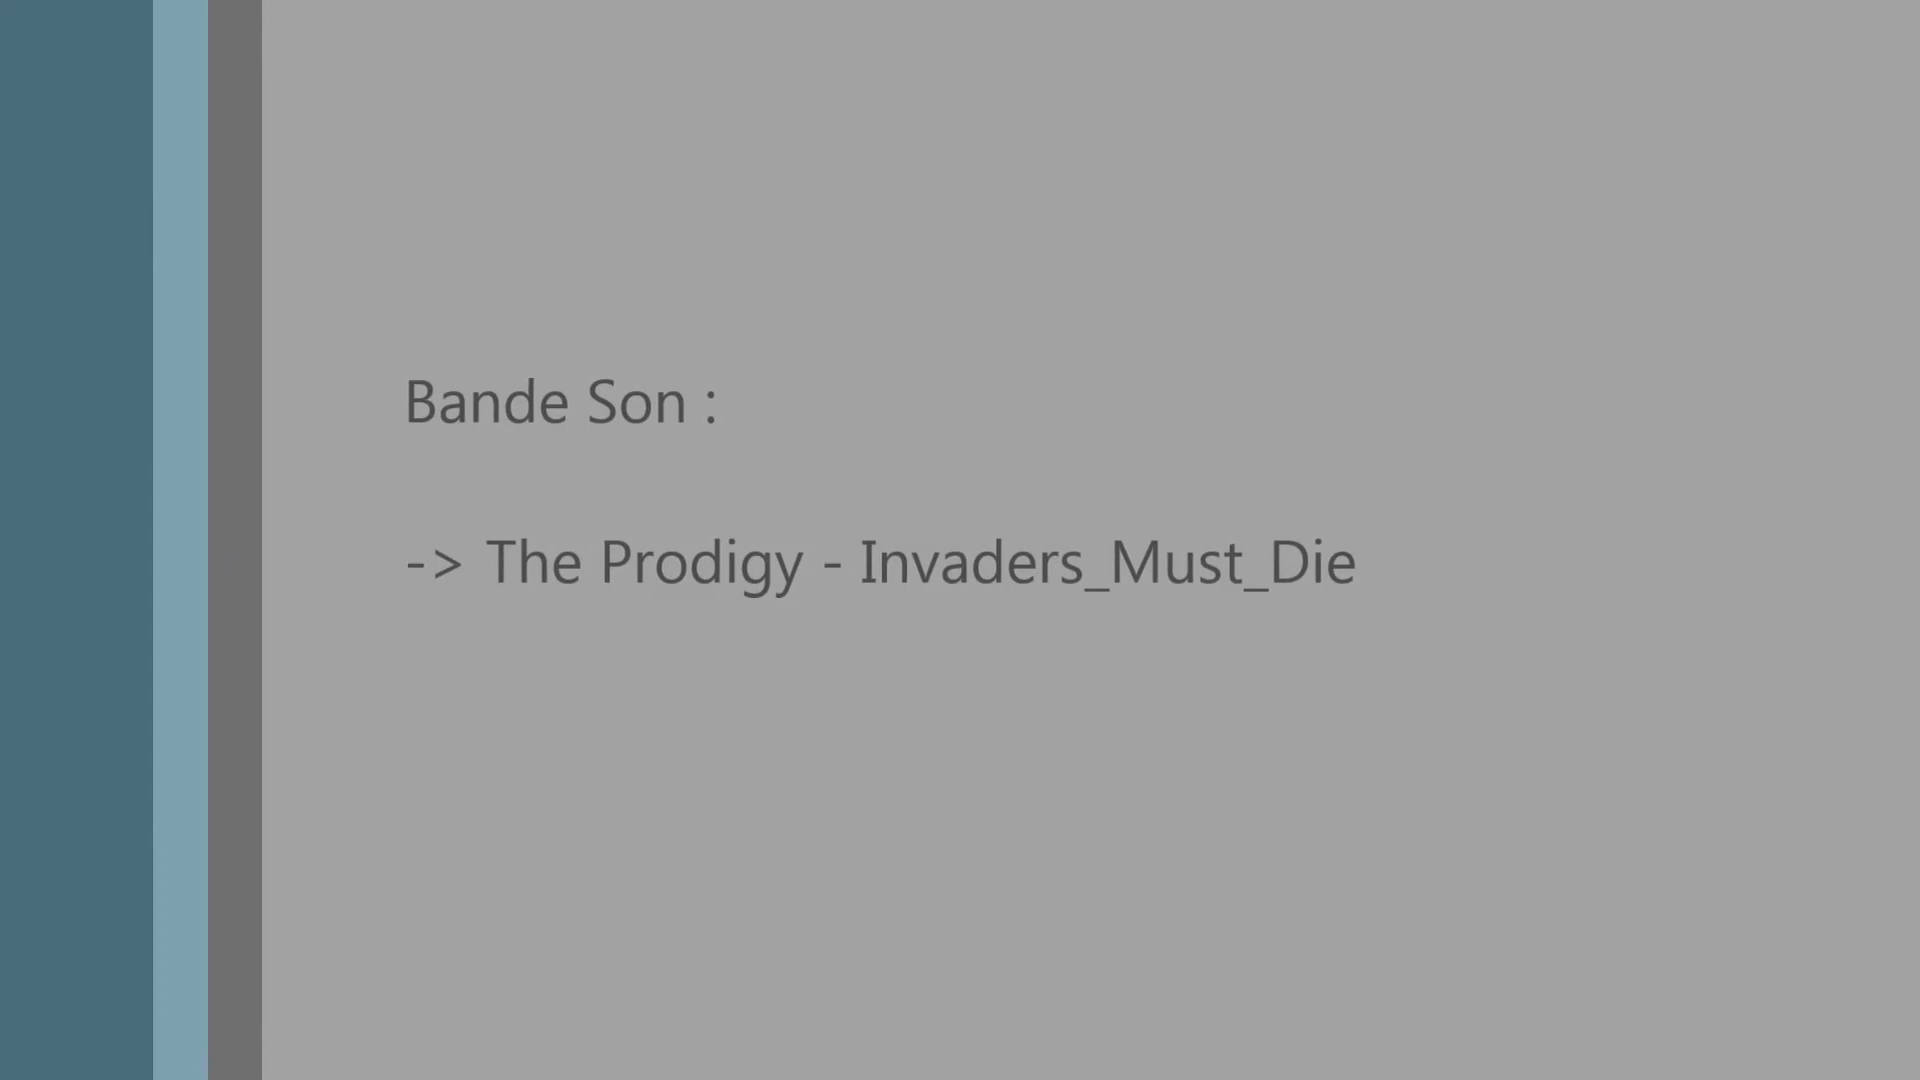 Bande Son :
-> The Prodigy - Invaders_Must_Die